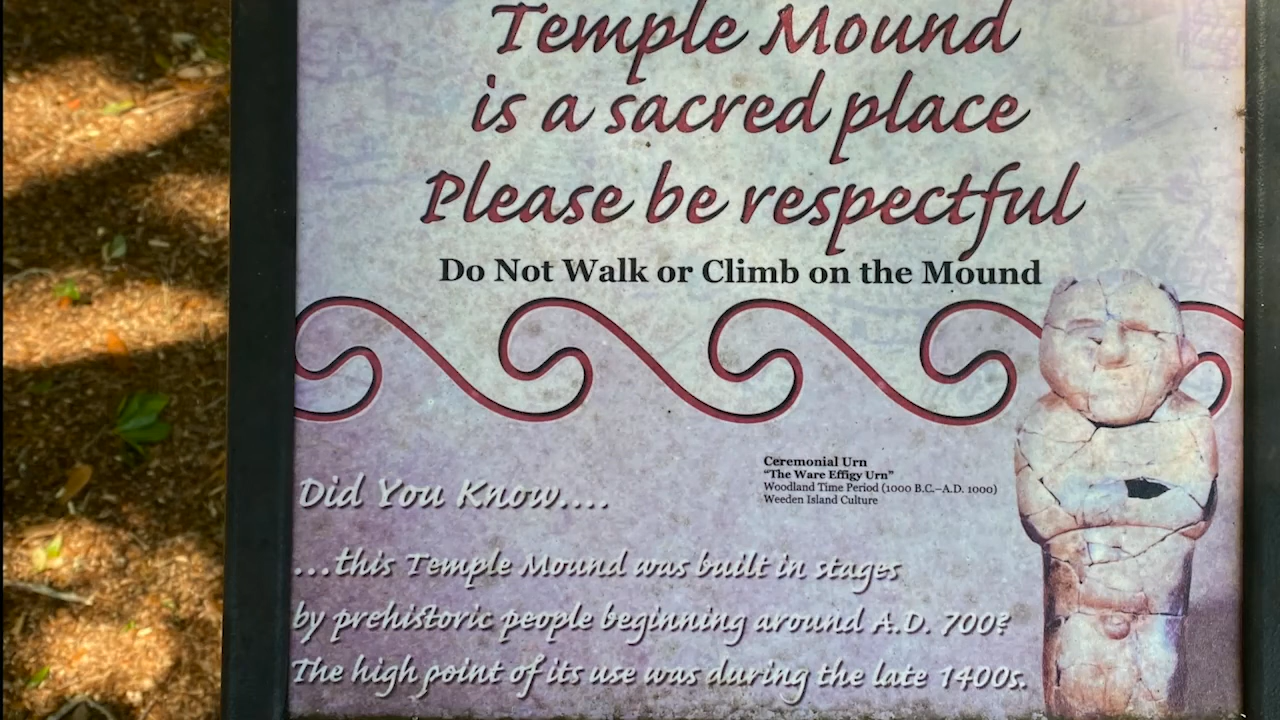 Temple Mound
is a sacred place
Please be respectful
Do Not Walk or Climb on the Mound
Ceremonial Urn
“The Ware Effigy Urn”
Woodland Time Period (1000 B.C.–A.D. 1000)
Weeden Island Culture
Did You Know....
...this Temple Mound was built in stages
by prehistoric people beginning around A.D. 700?
The high point of its use was during the late 1400s.